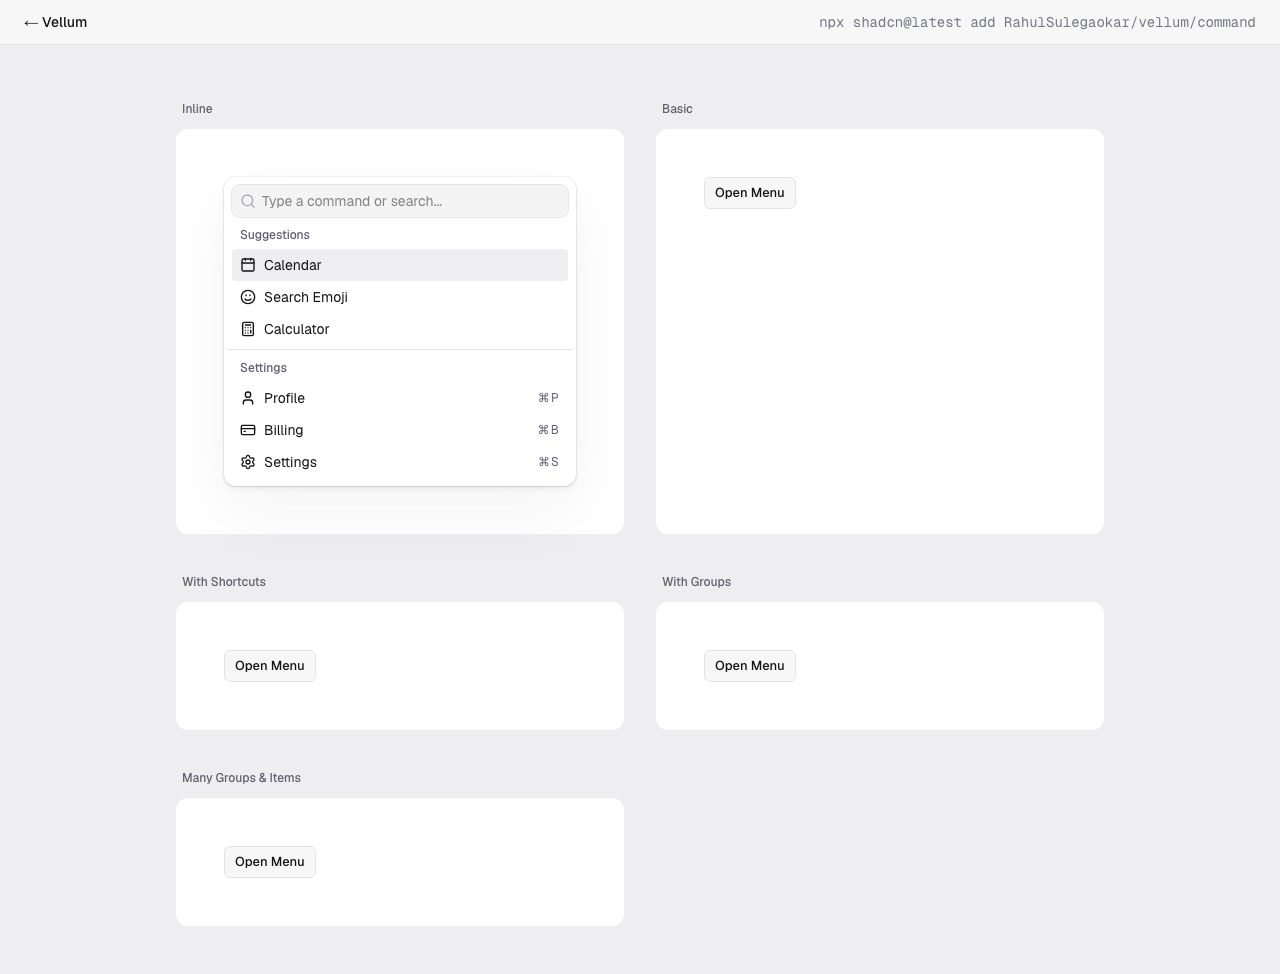 ← Vellum
npx shadcn@latest add RahulSulegaokar/vellum/command
Inline
Type a command or search...
Suggestions
Calendar
Search Emoji
Calculator
Settings
Profile ⌘P
Billing ⌘B
Settings ⌘S
Basic
Open Menu
With Shortcuts
Open Menu
With Groups
Open Menu
Many Groups & Items
Open Menu